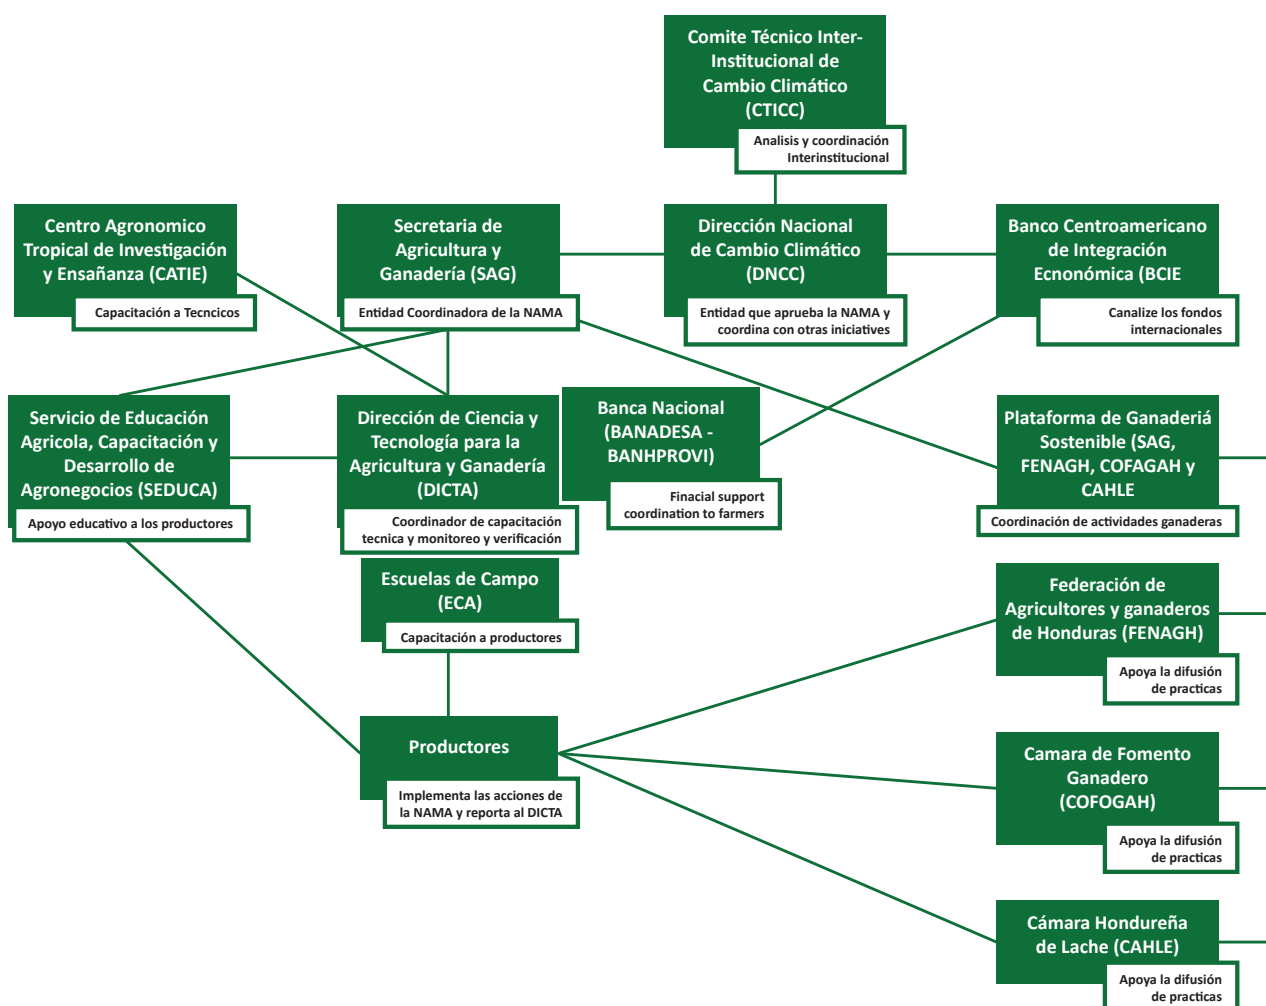 Comite Técnico Inter-
Institucional de
Cambio Climático
(CTICC)
Analisis y coordinación
Interinstitucional
Centro Agronomico
Tropical de Investigación
y Ensañanza (CATIE)
Capacitación a Tecncicos
Secretaria de
Agricultura y
Ganadería (SAG)
Entidad Coordinadora de la NAMA
Dirección Nacional
de Cambio Climático
(DNCC)
Entidad que aprueba la NAMA y
coordina con otras iniciatives
Banco Centroamericano
de Integración
Ecnonómica (BCIE
Canalize los fondos
internacionales
Servicio de Educación
Agricola, Capacitación y
Desarrollo de
Agronegocios (SEDUCA)
Apoyo educativo a los productores
Dirección de Ciencia y
Tecnología para la
Agricultura y Ganadería
(DICTA)
Coordinador de capacitación
tecnica y monitoreo y verificación
Banca Nacional
(BANADESA -
BANHPROVI)
Finacial support
coordination to farmers
Plataforma de Ganaderiá
Sostenible (SAG,
FENAGH, COFAGAH y
CAHLE
Coordinación de actividades ganaderas
Escuelas de Campo
(ECA)
Capacitación a productores
Federación de
Agricultores y ganaderos
de Honduras (FENAGH)
Apoya la difusión
de practicas
Productores
Implementa las acciones de
la NAMA y reporta al DICTA
Camara de Fomento
Ganadero
(COFOGAH)
Apoya la difusión
de practicas
Cámara Hondureña
de Lache (CAHLE)
Apoya la difusión
de practicas